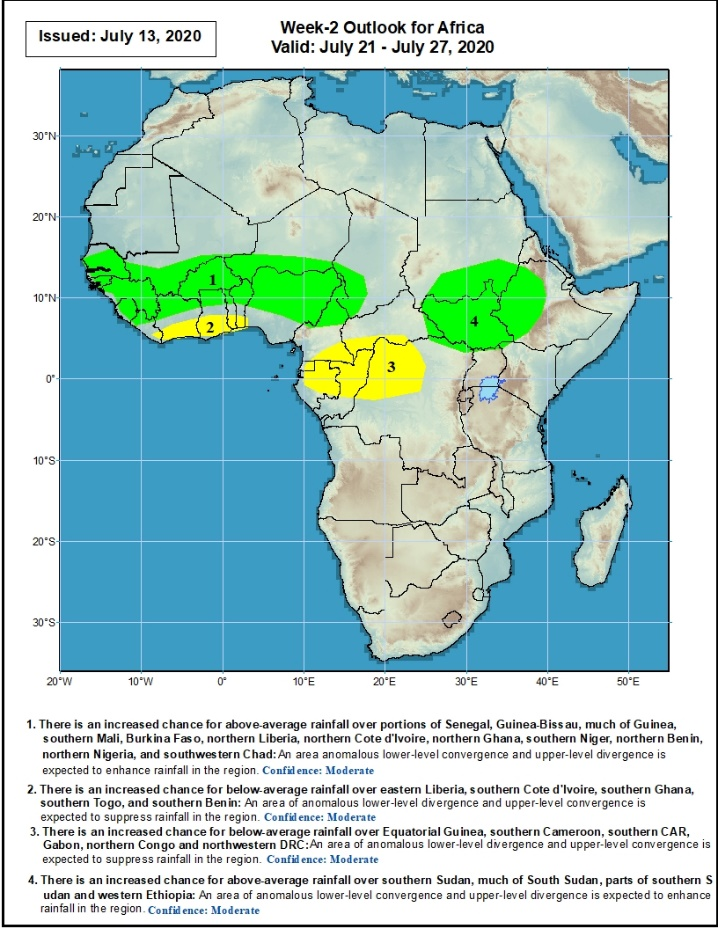 Issued: July 13, 2020
Week-2 Outlook for Africa
Valid: July 21 - July 27, 2020
30°N
20°N
10°N
0°
10°S
20°S
30°S
1
2
3
4
20°W
10°W
0°
10°E
20°E
30°E
40°E
50°E
1. There is an increased chance for above-average rainfall over portions of Senegal, Guinea-Bissau, much of Guinea,
southern Mali, Burkina Faso, northern Liberia, northern Cote d'Ivoire, northern Ghana, southern Niger, northern Benin,
northern Nigeria, and southwestern Chad: An area anomalous lower-level convergence and upper-level divergence is
expected to enhance rainfall in the region. Confidence: Moderate
2. There is an increased chance for below-average rainfall over eastern Liberia, southern Cote d'Ivoire, southern Ghana,
southern Togo, and southern Benin: An area of anomalous lower-level divergence and upper-level convergence is
expected to suppress rainfall in the region. Confidence: Moderate
3. There is an increased chance for below-average rainfall over Equatorial Guinea, southern Cameroon, southern CAR,
Gabon, northern Congo and northwestern DRC: An area of anomalous lower-level divergence and upper-level convergence is
expected to suppress rainfall in the region. Confidence: Moderate
4. There is an increased chance for above-average rainfall over southern Sudan, much of South Sudan, parts of southern S
udan and western Ethiopia: An area of anomalous lower-level convergence and upper-level divergence is expected to enhance
rainfall in the region. Confidence: Moderate